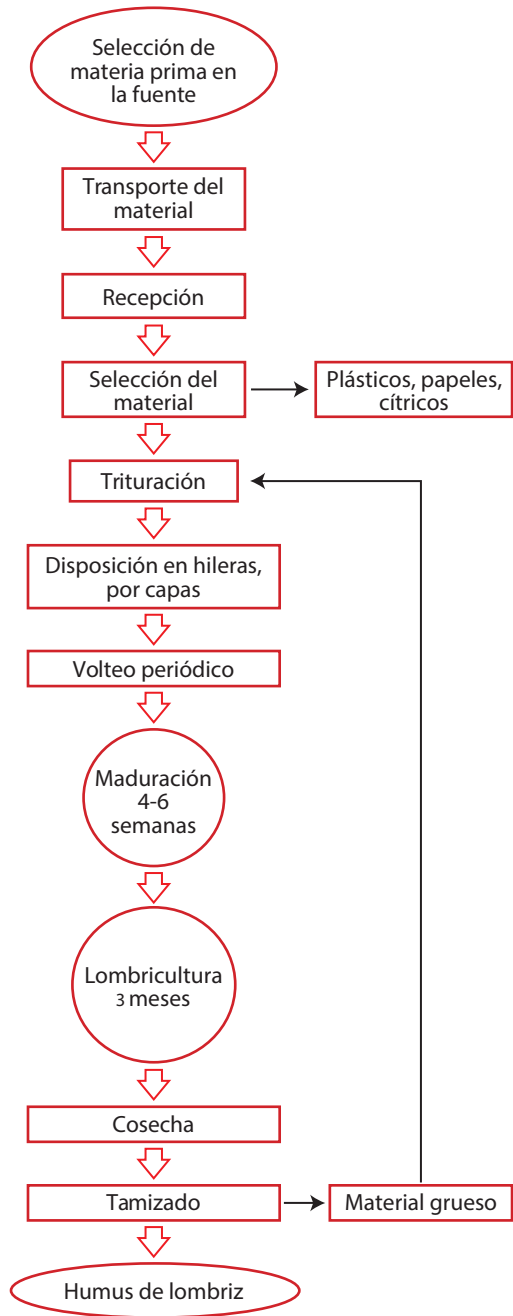 Selección de
materia prima en
la fuente
Transporte del
material
Recepción
Selección del
material
Plásticos, papeles,
cítricos
Trituración
Disposición en hileras,
por capas
Volteo periódico
Maduración
4-6
semanas
Lombricultura
3 meses
Cosecha
Tamizado
Material grueso
Humus de lombriz